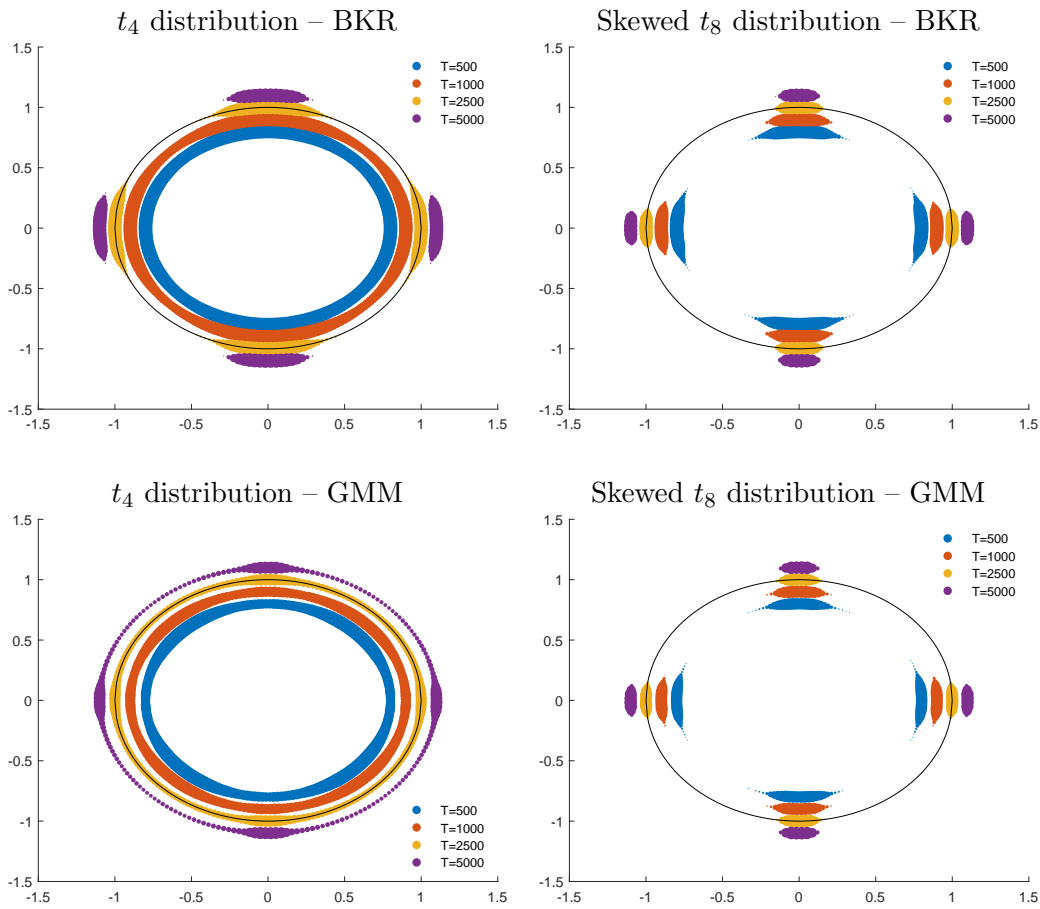 t₄ distribution – BKR
1.5
1
0.5
0
-0.5
-1
-1.5
-1.5 -1 -0.5 0 0.5 1 1.5
T=500
T=1000
T=2500
T=5000
Skewed t₈ distribution – BKR
1.5
1
0.5
0
-0.5
-1
-1.5
-1.5 -1 -0.5 0 0.5 1 1.5
T=500
T=1000
T=2500
T=5000
t₄ distribution – GMM
1.5
1
0.5
0
-0.5
-1
-1.5
-1.5 -1 -0.5 0 0.5 1 1.5
T=500
T=1000
T=2500
T=5000
Skewed t₈ distribution – GMM
1.5
1
0.5
0
-0.5
-1
-1.5
-1.5 -1 -0.5 0 0.5 1 1.5
T=500
T=1000
T=2500
T=5000